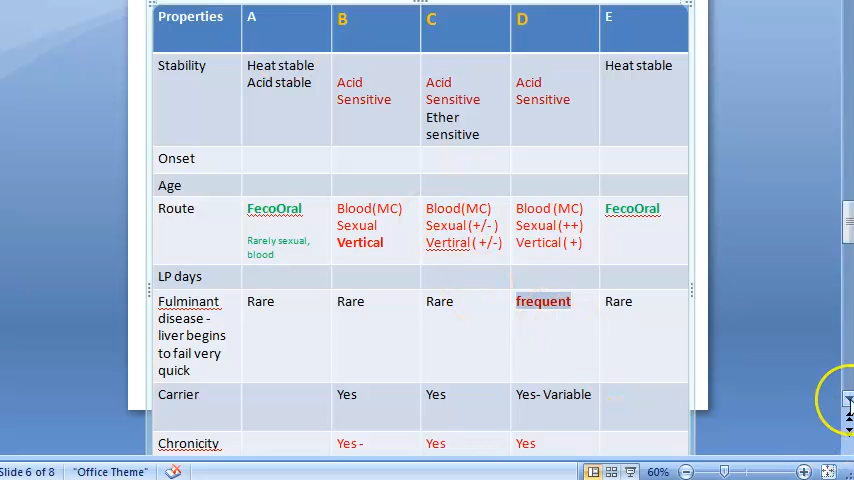 Properties A B C D E
Stability Heat stable Heat stable
Acid stable Acid Acid Acid
Sensitive Sensitive Sensitive
Ether
sensitive
Onset
Age
Route FecoOral Blood(MC) Blood(MC) Blood (MC) FecoOral
Sexual Sexual (+/- ) Sexual (++)
Rarely sexual, Vertical Vertiral ( +/-) Vertical ( +)
blood
LP days
Fulminant Rare Rare Rare frequent Rare
disease -
liver begins
to fail very
quick
Carrier Yes Yes Yes- Variable
Chronicity Yes - Yes Yes
Slide 6 of 8 "Office Theme" 60%